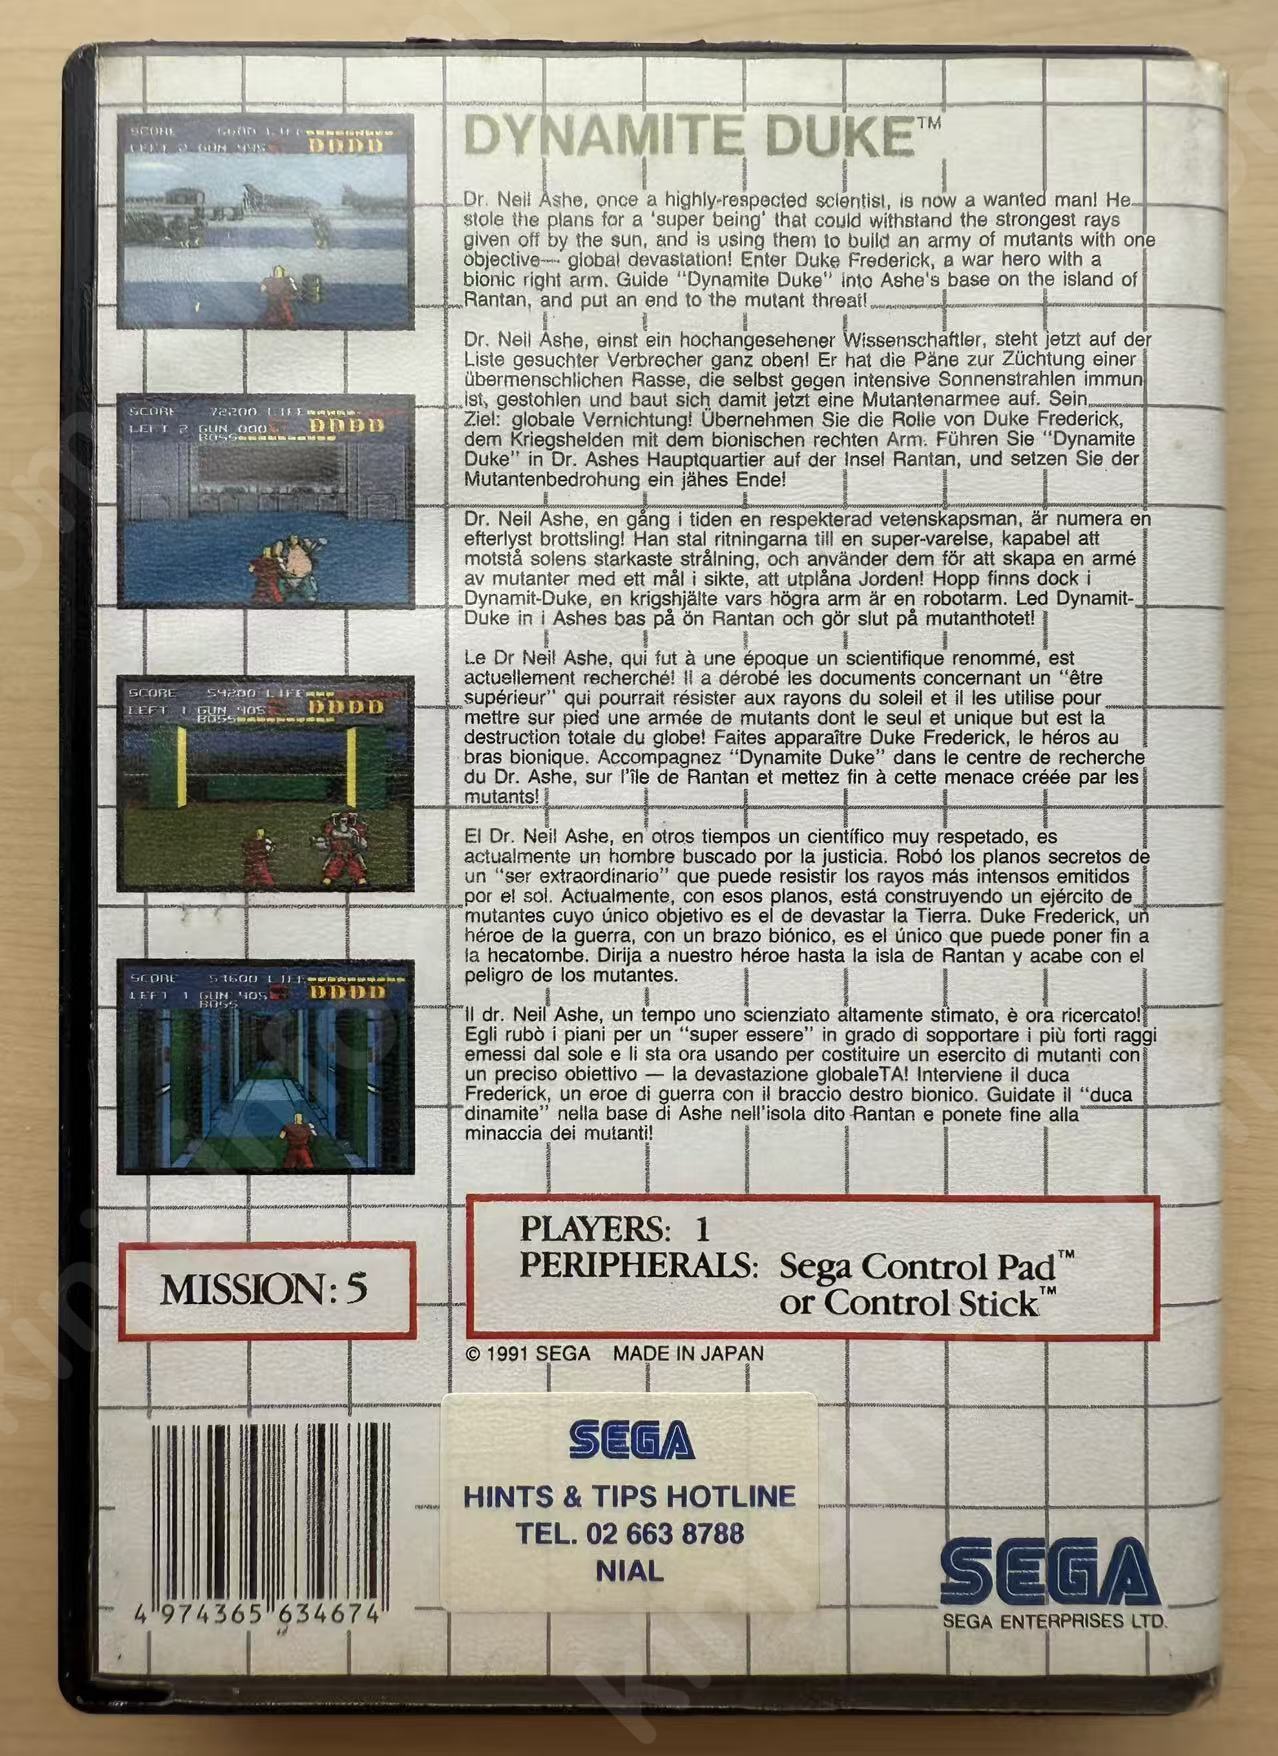 DYNAMITE DUKE™
Dr. Neil Ashe, once a highly-respected scientist, is now a wanted man! He
stole the plans for a 'super being' that could withstand the strongest rays
given off by the sun, and is using them to build an army of mutants with one
objective— global devastation! Enter Duke Frederick, a war hero with a
bionic right arm. Guide "Dynamite Duke" into Ashe's base on the island of
Rantan, and put an end to the mutant threat!
Dr. Neil Ashe, einst ein hochangesehener Wissenschaftler, steht jetzt auf der
Liste gesuchter Verbrecher ganz oben! Er hat die Päne zur Züchtung einer
übermenschlichen Rasse, die selbst gegen intensive Sonnenstrahlen immun
ist, gestohlen und baut sich damit jetzt eine Mutantenarmee auf. Sein
Ziel: globale Vernichtung! Übernehmen Sie die Rolle von Duke Frederick,
dem Kriegshelden mit dem bionischen rechten Arm. Führen Sie "Dynamite
Duke" in Dr. Ashes Hauptquartier auf der Insel Rantan, und setzen Sie der
Mutantenbedrohung ein jähes Ende!
Dr. Neil Ashe, en gång i tiden en respekterad vetenskapsman, är numera en
efterlyst brottsling! Han stal ritningarna till en super-varelse, kapabel att
motstå solens starkaste strålning, och använder dem för att skapa en armé
av mutanter med ett mål i sikte, att utplåna Jorden! Hopp finns dock i
Dynamit-Duke, en krigshjälte vars högra arm är en robotarm. Led Dynamit-
Duke in i Ashes bas på ön Rantan och gör slut på mutanthotet!
Le Dr Neil Ashe, qui fut à une époque un scientifique renommé, est
actuellement recherché! Il a dérobé les documents concernant un "être
supérieur" qui pourrait résister aux rayons du soleil et il les utilise pour
mettre sur pied une armée de mutants dont le seul et unique but est la
destruction totale du globe! Faites apparaître Duke Frederick, le héros au
bras bionique. Accompagnez "Dynamite Duke" dans le centre de recherche
du Dr. Ashe, sur l'île de Rantan et mettez fin à cette menace créée par les
mutants!
El Dr. Neil Ashe, en otros tiempos un científico muy respetado, es
actualmente un hombre buscado por la justicia. Robó los planos secretos de
un "ser extraordinario" que puede resistir los rayos más intensos emitidos
por el sol. Actualmente, con esos planos, está construyendo un ejército de
mutantes cuyo único objetivo es el de devastar la Tierra. Duke Frederick, un
héroe de la guerra, con un brazo biónico, es el único que puede poner fin a
la hecatombe. Dirija a nuestro héroe hasta la isla de Rantan y acabe con el
peligro de los mutantes.
Il dr. Neil Ashe, un tempo uno scienziato altamente stimato, è ora ricercato!
Egli rubò i piani per un "super essere" in grado di sopportare i più forti raggi
emessi dal sole e li sta ora usando per costituire un esercito di mutanti con
un preciso obiettivo — la devastazione globaleTA! Interviene il duca
Frederick, un eroe di guerra con il braccio destro bionico. Guidate il "duca
dinamite" nella base di Ashe nell'isola dito Rantan e ponete fine alla
minaccia dei mutanti!
SCORE 6600 LIFE
LEFT 2 GUN 995 DDDD
SCORE 72200 LIFE
LEFT 2 GUN 000 DDDD
BOSS
SCORE 54200 LIFE
LEFT 1 GUN 405 DDDD
BOSS
SCORE 51600 LIFE
LEFT 1 GUN 405 DDDD
BOSS
MISSION: 5
PLAYERS: 1
PERIPHERALS: Sega Control Pad™
or Control Stick™
© 1991 SEGA MADE IN JAPAN
SEGA
HINTS & TIPS HOTLINE
TEL. 02 663 8788
NIAL
4 974365 634674
SEGA
SEGA ENTERPRISES LTD.